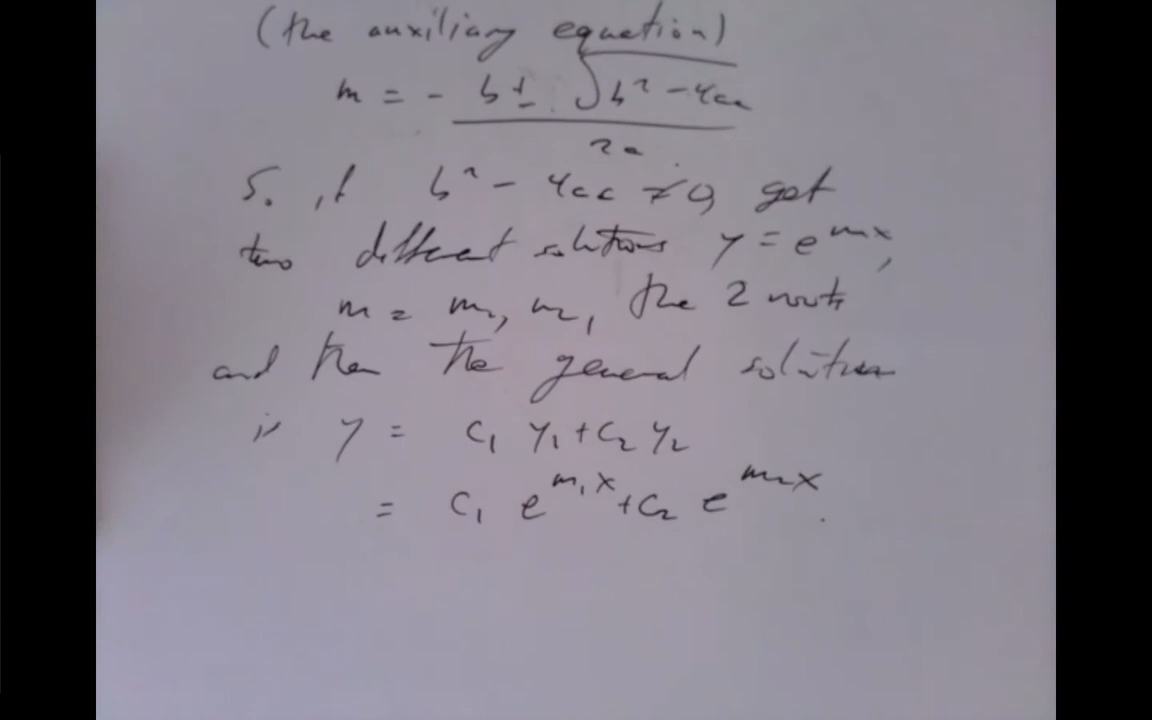 (the auxiliary equation)
m = - b ± √b² - 4ac
2a
So if b² - 4ac ≠ 0, get
two different solutions y = e^mx,
m = m₁, m₂, the 2 roots
and then the general solution
is y = c₁ y₁ + c₂ y₂
= c₁ e^m₁x + c₂ e^m₂x.